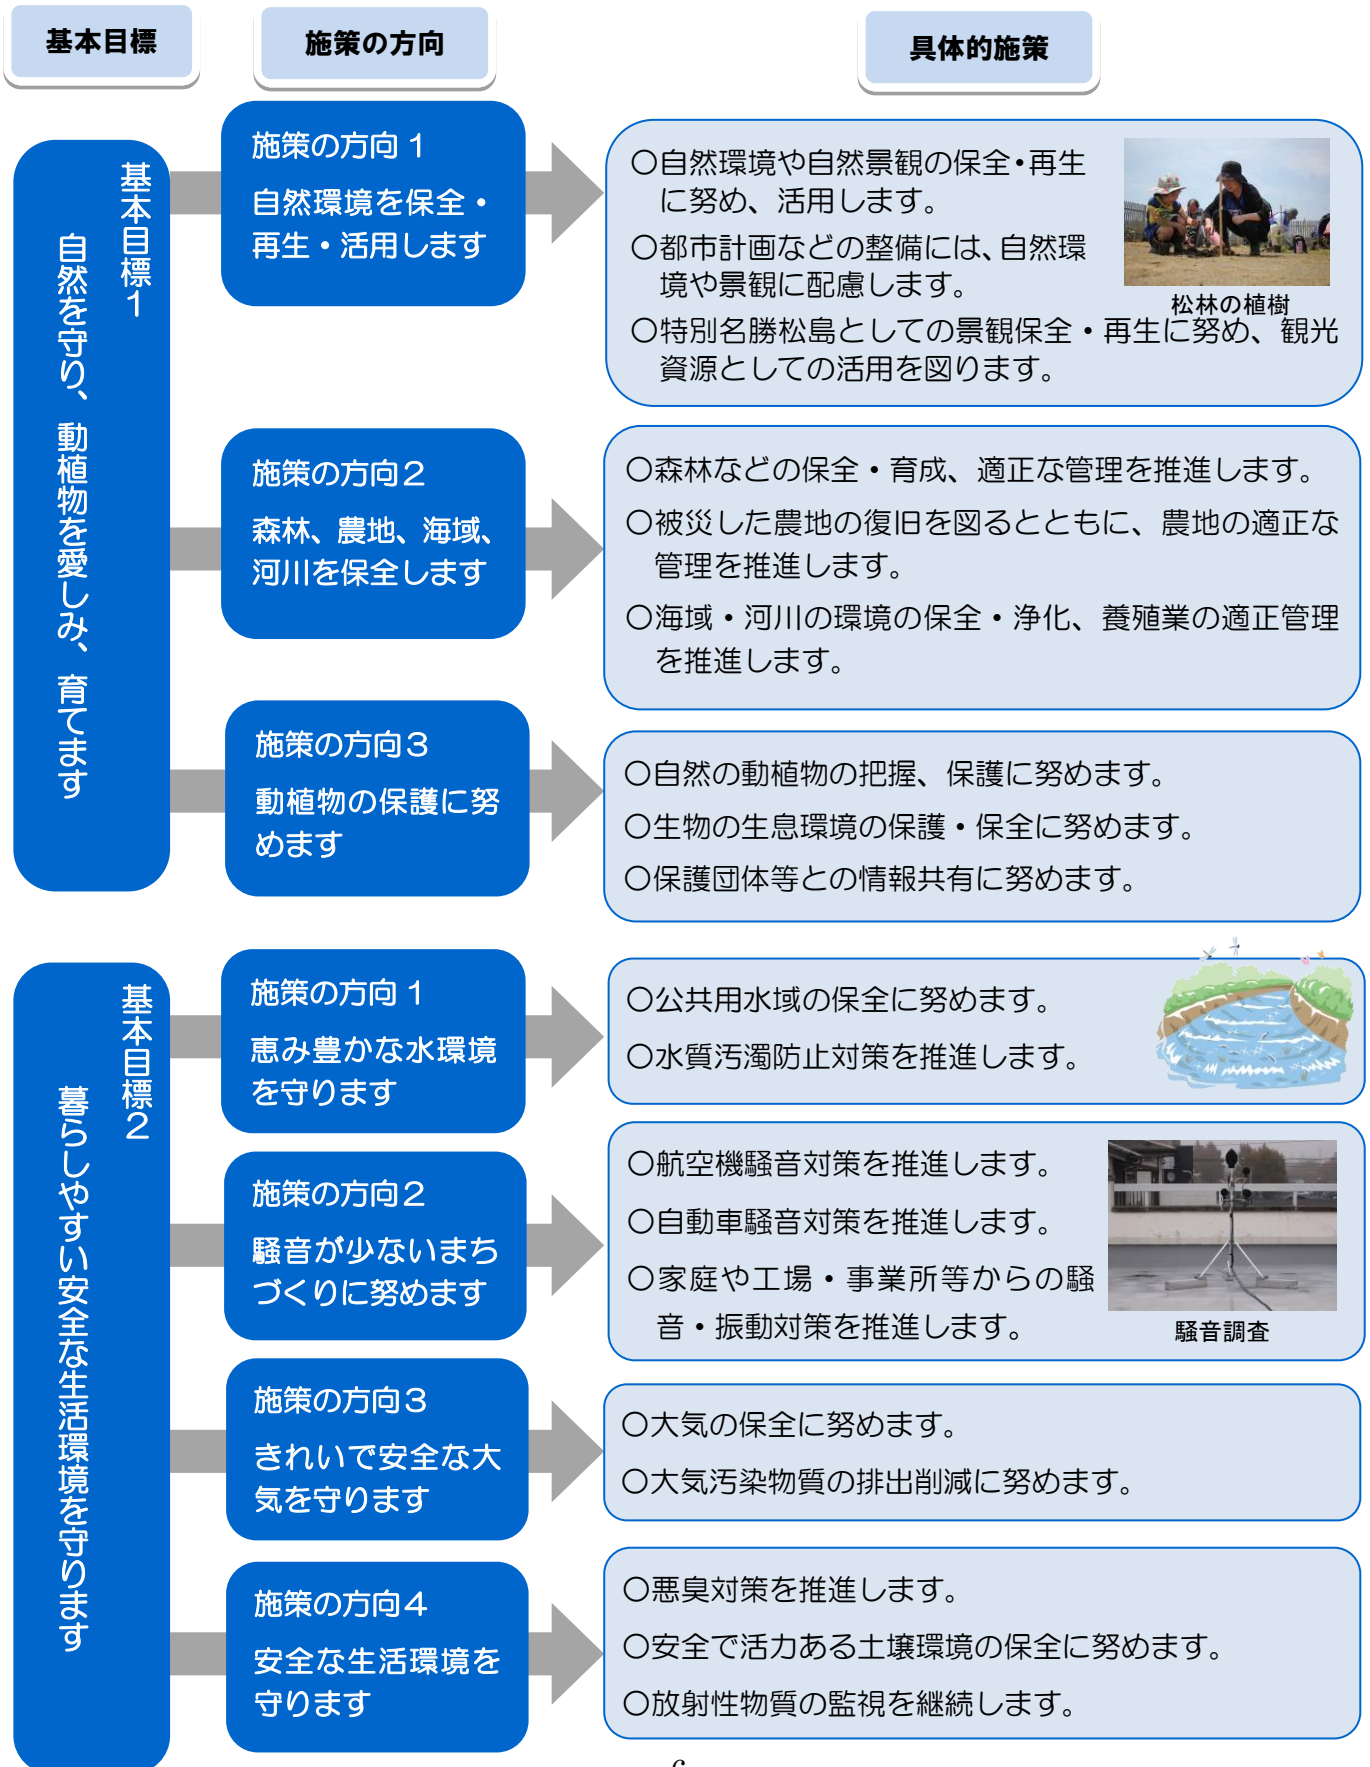 基本目標
施策の方向
具体的施策
基本目標1
自然を守り、動植物を愛しみ、育てます
施策の方向1
自然環境を保全・
再生・活用します
〇自然環境や自然景観の保全・再生
に努め、活用します。
〇都市計画などの整備には、自然環
境や景観に配慮します。
松林の植樹
〇特別名勝松島としての景観保全・再生に努め、観光
資源としての活用を図ります。
施策の方向2
森林、農地、海域、
河川を保全します
〇森林などの保全・育成、適正な管理を推進します。
〇被災した農地の復旧を図るとともに、農地の適正な
管理を推進します。
〇海域・河川の環境の保全・浄化、養殖業の適正管理
を推進します。
施策の方向3
動植物の保護に努
めます
〇自然の動植物の把握、保護に努めます。
〇生物の生息環境の保護・保全に努めます。
〇保護団体等との情報共有に努めます。
基本目標2
暮らしやすい安全な生活環境を守ります
施策の方向1
恵み豊かな水環境
を守ります
〇公共用水域の保全に努めます。
〇水質汚濁防止対策を推進します。
施策の方向2
騒音が少ないまち
づくりに努めます
〇航空機騒音対策を推進します。
〇自動車騒音対策を推進します。
〇家庭や工場・事業所等からの騒
音・振動対策を推進します。
騒音調査
施策の方向3
きれいで安全な大
気を守ります
〇大気の保全に努めます。
〇大気汚染物質の排出削減に努めます。
施策の方向4
安全な生活環境を
守ります
〇悪臭対策を推進します。
〇安全で活力ある土壌環境の保全に努めます。
〇放射性物質の監視を継続します。